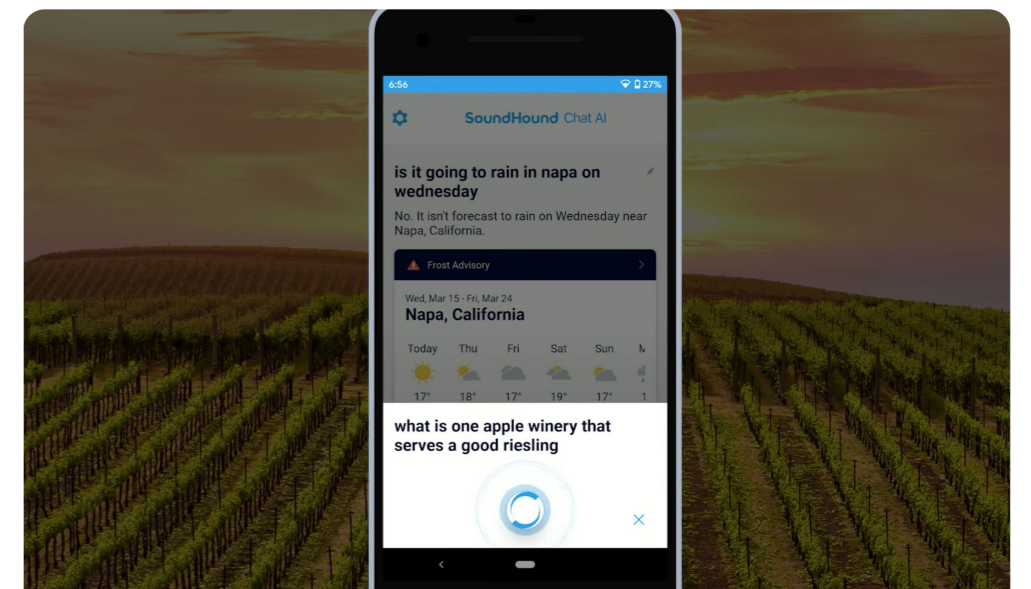 6:56 27%
SoundHound Chat AI
is it going to rain in napa on
wednesday
No. It isn't forecast to rain on Wednesday near
Napa, California.
Frost Advisory
Wed, Mar 15 - Fri, Mar 24
Napa, California
Today Thu Fri Sat Sun
17° 18° 17° 19° 17°
what is one apple winery that
serves a good riesling